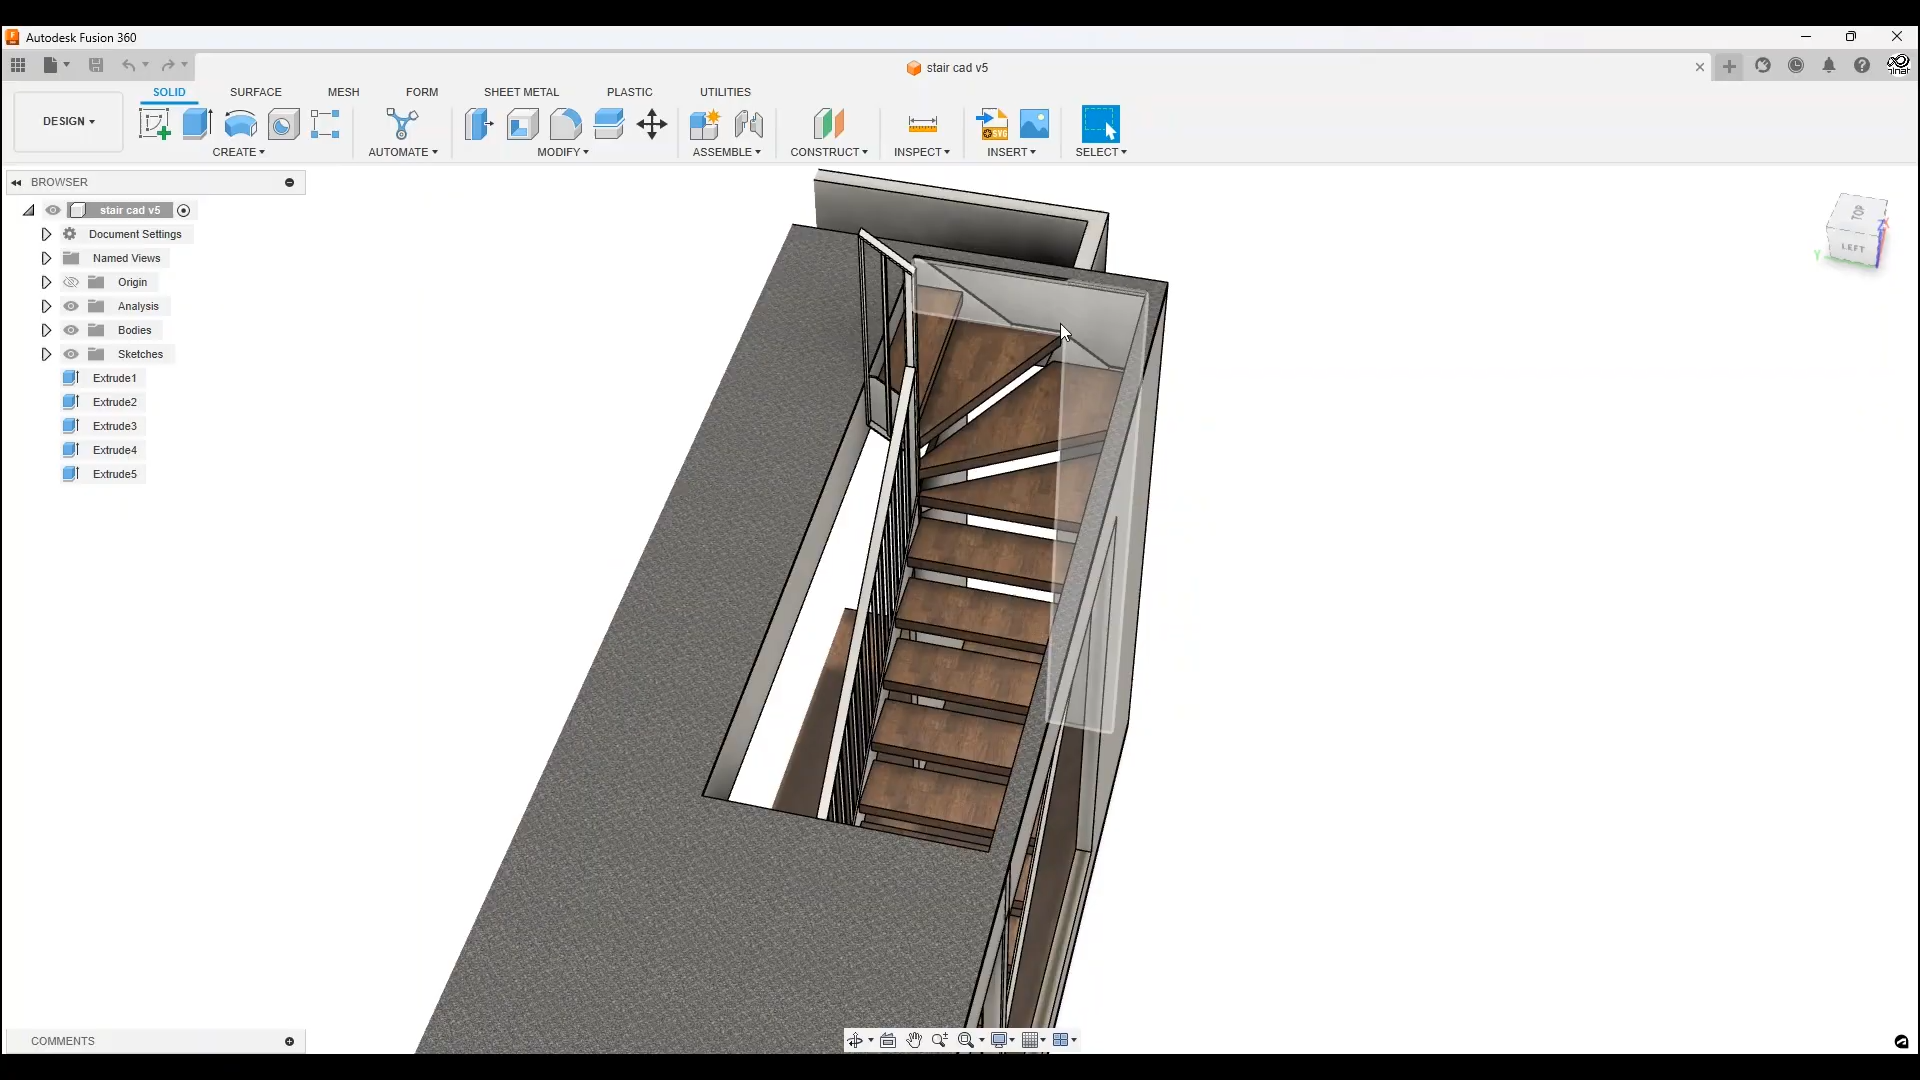 Autodesk Fusion 360
stair cad v5
DESIGN
SOLID
SURFACE
MESH
FORM
SHEET METAL
PLASTIC
UTILITIES
CREATE
AUTOMATE
MODIFY
ASSEMBLE
CONSTRUCT
INSPECT
INSERT
SELECT
SVG
BROWSER
stair cad v5
Document Settings
Named Views
Origin
Analysis
Bodies
Sketches
Extrude1
Extrude2
Extrude3
Extrude4
Extrude5
TOP
LEFT
Z
Y
COMMENTS